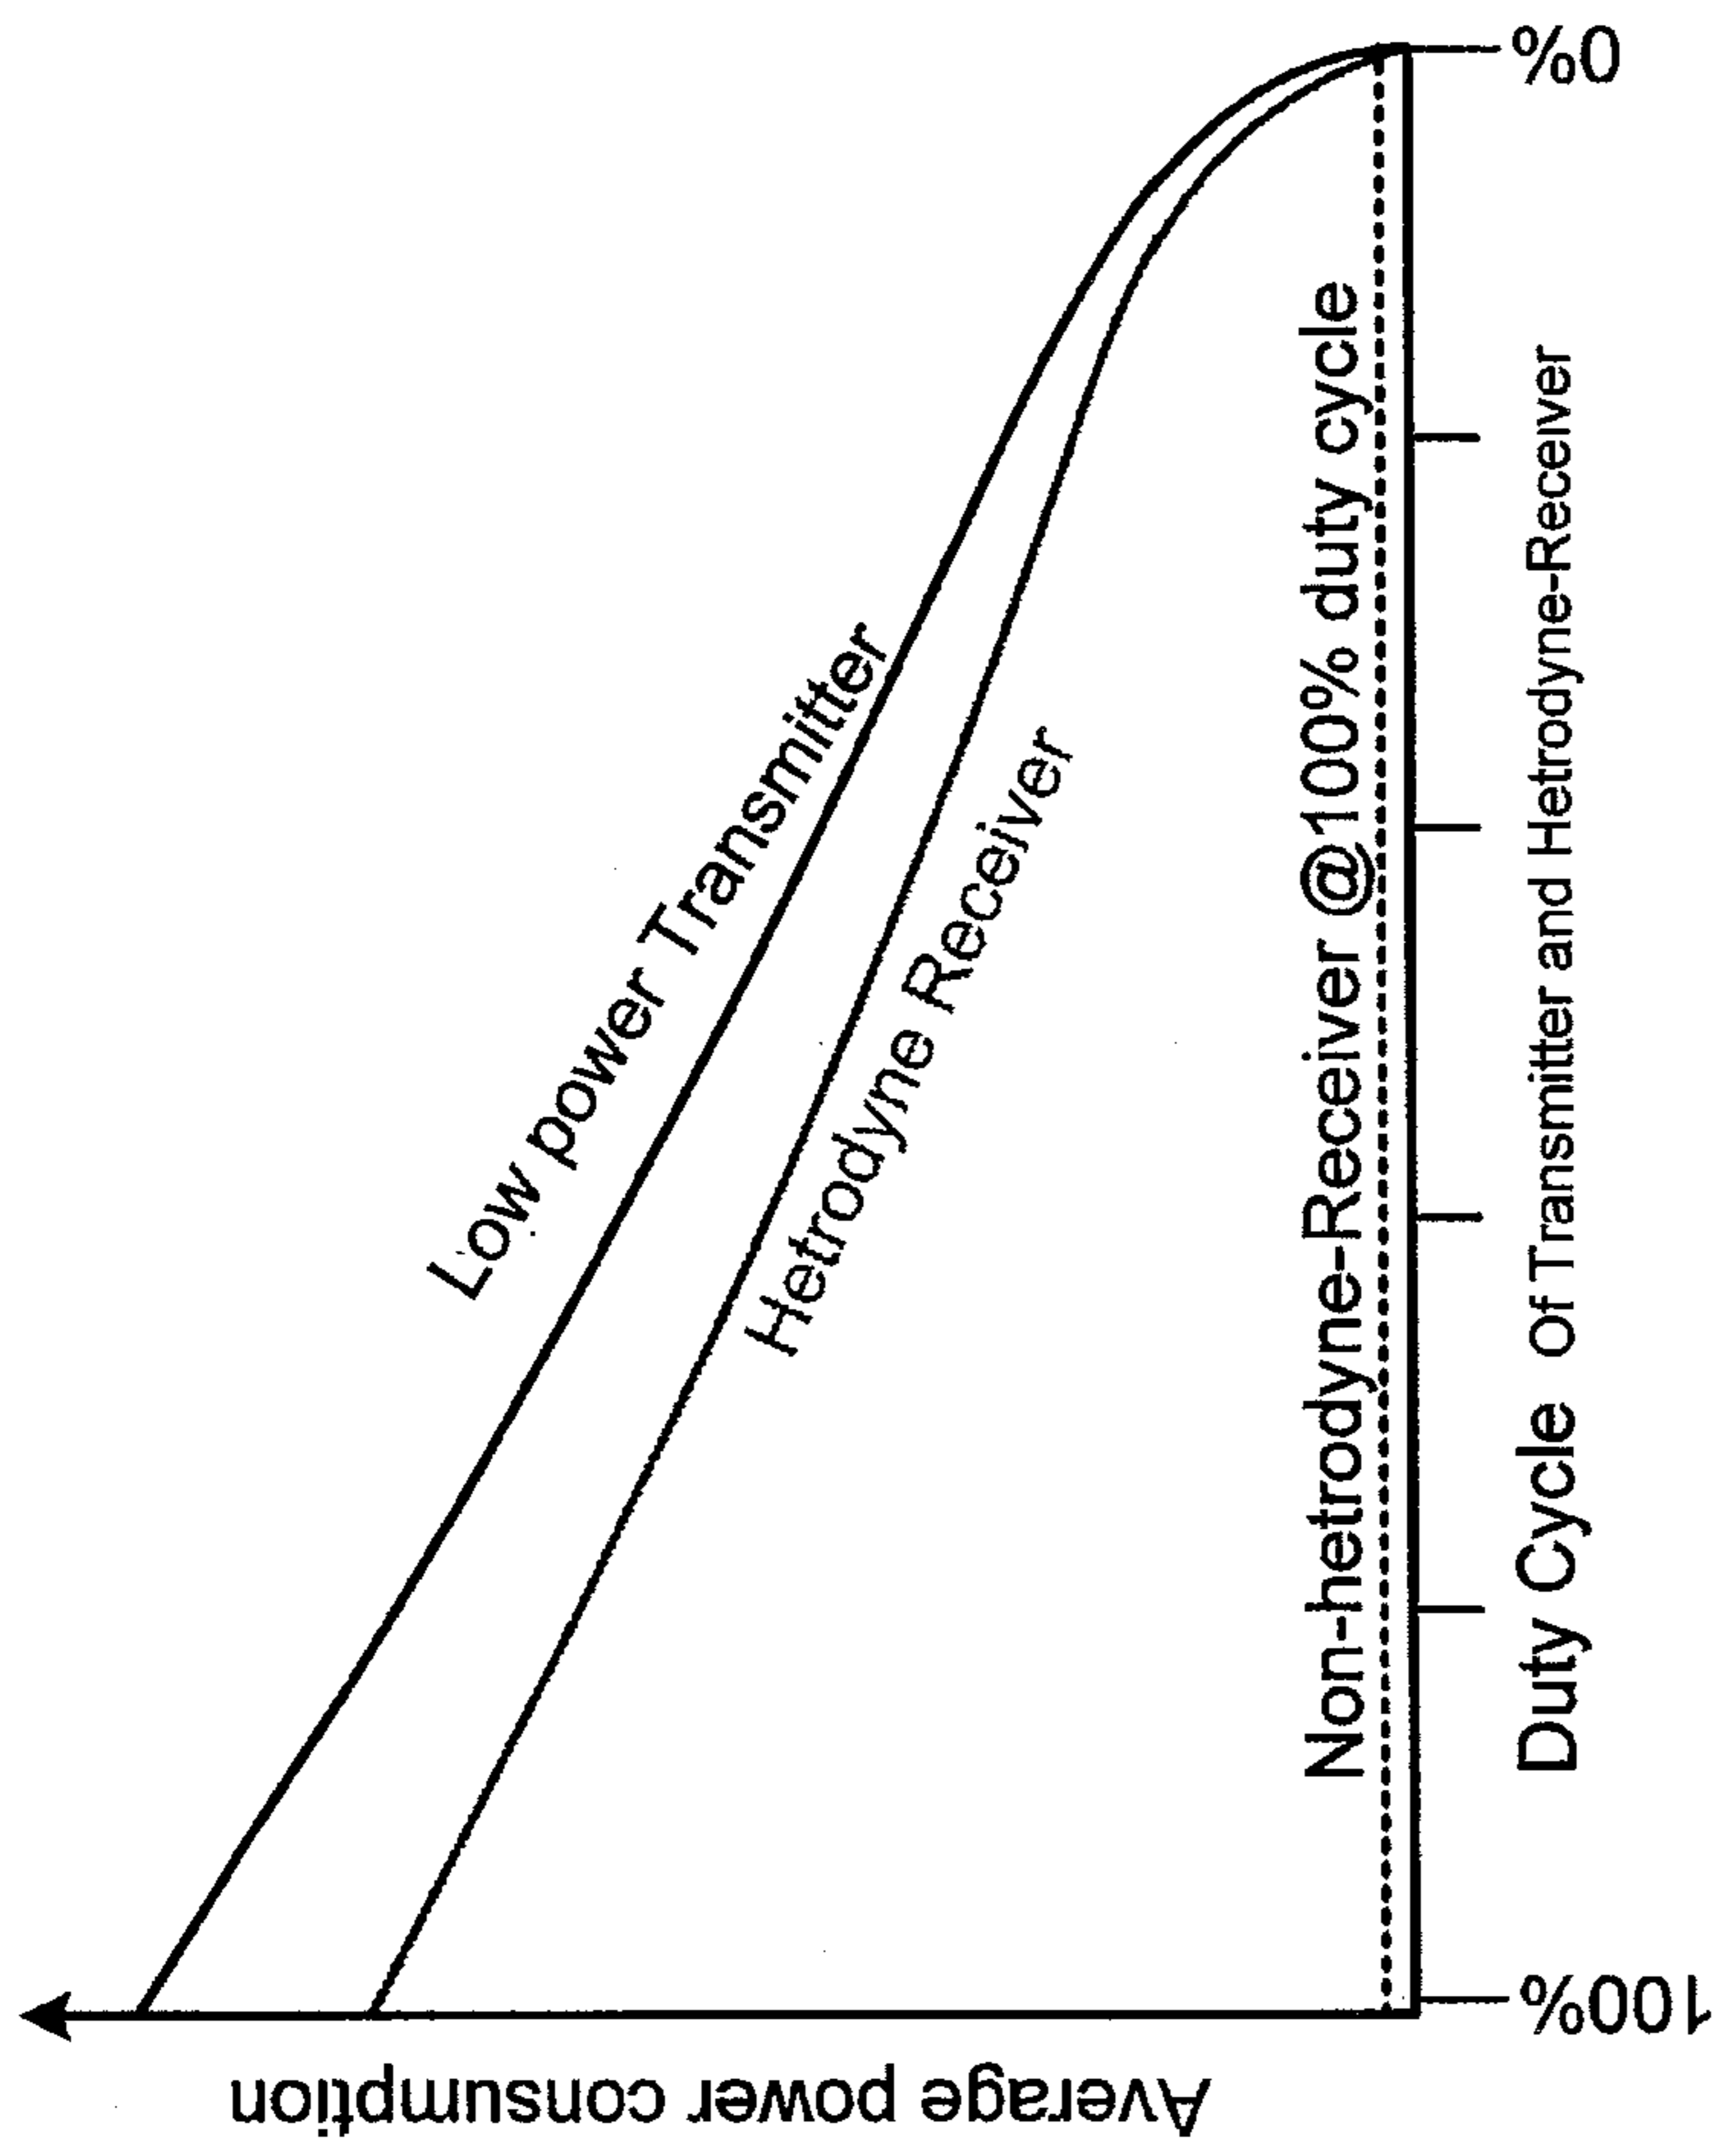 Average power consumption
Low power Transmitter
Hetrodyne Receiver
Non-hetrodyne-Receiver @100% duty cycle
100%
0%
Duty Cycle of Transmitter and Hetrodyne-Receiver